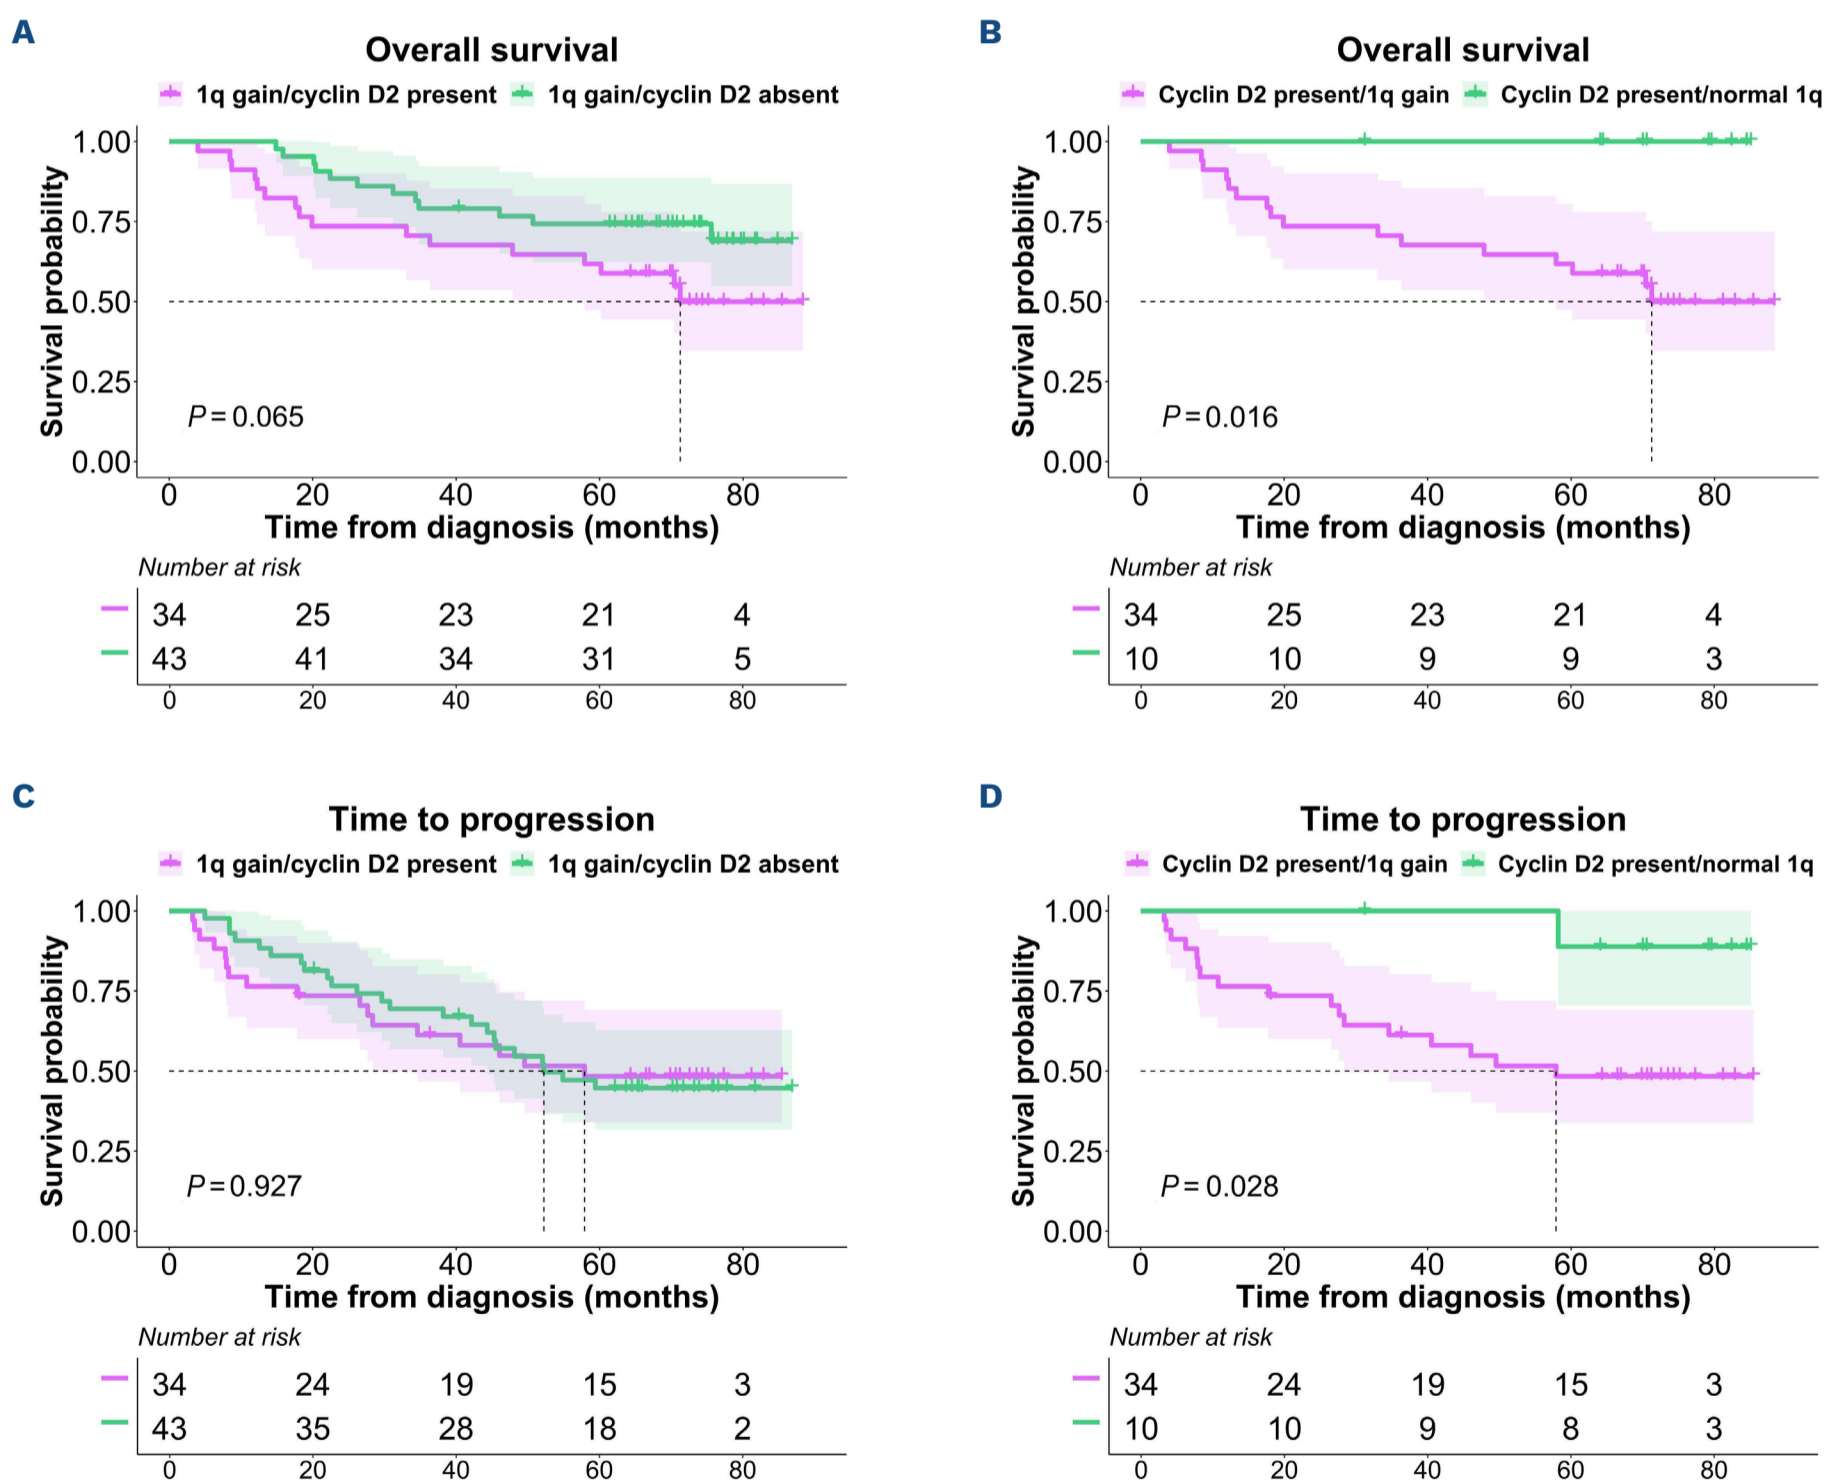 A
Overall survival
1q gain/cyclin D2 present 1q gain/cyclin D2 absent
Survival probability
1.00
0.75
0.50
0.25
0.00
P = 0.065
0 20 40 60 80
Time from diagnosis (months)
Number at risk
34 25 23 21 4
43 41 34 31 5
0 20 40 60 80
B
Overall survival
Cyclin D2 present/1q gain Cyclin D2 present/normal 1q
Survival probability
1.00
0.75
0.50
0.25
0.00
P = 0.016
0 20 40 60 80
Time from diagnosis (months)
Number at risk
34 25 23 21 4
10 10 9 9 3
0 20 40 60 80
C
Time to progression
1q gain/cyclin D2 present 1q gain/cyclin D2 absent
Survival probability
1.00
0.75
0.50
0.25
0.00
P = 0.927
0 20 40 60 80
Time from diagnosis (months)
Number at risk
34 24 19 15 3
43 35 28 18 2
0 20 40 60 80
D
Time to progression
Cyclin D2 present/1q gain Cyclin D2 present/normal 1q
Survival probability
1.00
0.75
0.50
0.25
0.00
P = 0.028
0 20 40 60 80
Time from diagnosis (months)
Number at risk
34 24 19 15 3
10 10 9 8 3
0 20 40 60 80